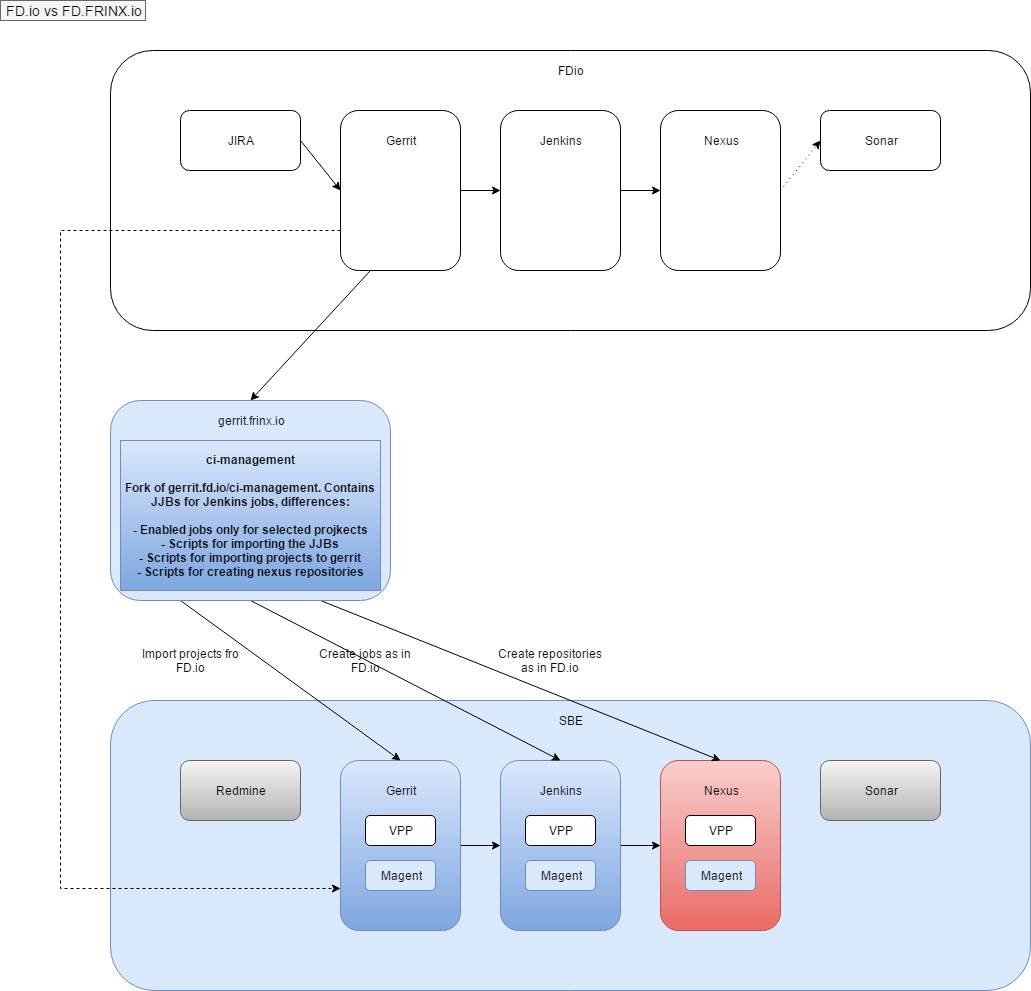 FD.io vs FD.FRINX.io
FDio
JIRA
Gerrit
Jenkins
Nexus
Sonar
gerrit.frinx.io
ci-management
Fork of gerrit.fd.io/ci-management. Contains
JJBs for Jenkins jobs, differences:
- Enabled jobs only for selected projkects
- Scripts for importing the JJBs
- Scripts for importing projects to gerrit
- Scripts for creating nexus repositories
Import projects fro
FD.io
Create jobs as in
FD.io
Create repositories
as in FD.io
SBE
Redmine
Gerrit
Jenkins
Nexus
Sonar
VPP
VPP
VPP
Magent
Magent
Magent